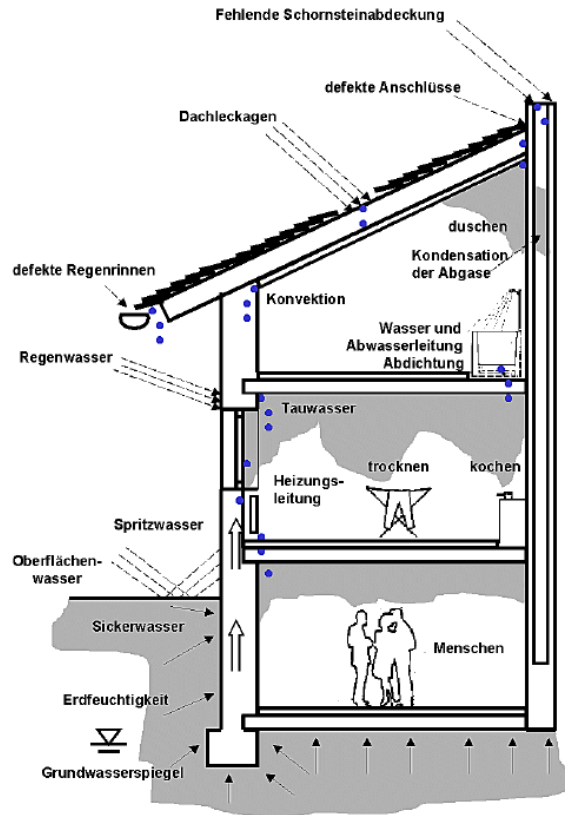 Fehlende Schornsteinabdeckung
defekte Anschlüsse
Dachleckagen
duschen
Kondensation
der Abgase
defekte Regenrinnen
Konvektion
Wasser und
Abwasserleitung
Abdichtung
Regenwasser
Tauwasser
trocknen
kochen
Heizungs-
leitung
Spritzwasser
Oberflächen-
wasser
Sickerwasser
Menschen
Erdfeuchtigkeit
Grundwasserspiegel